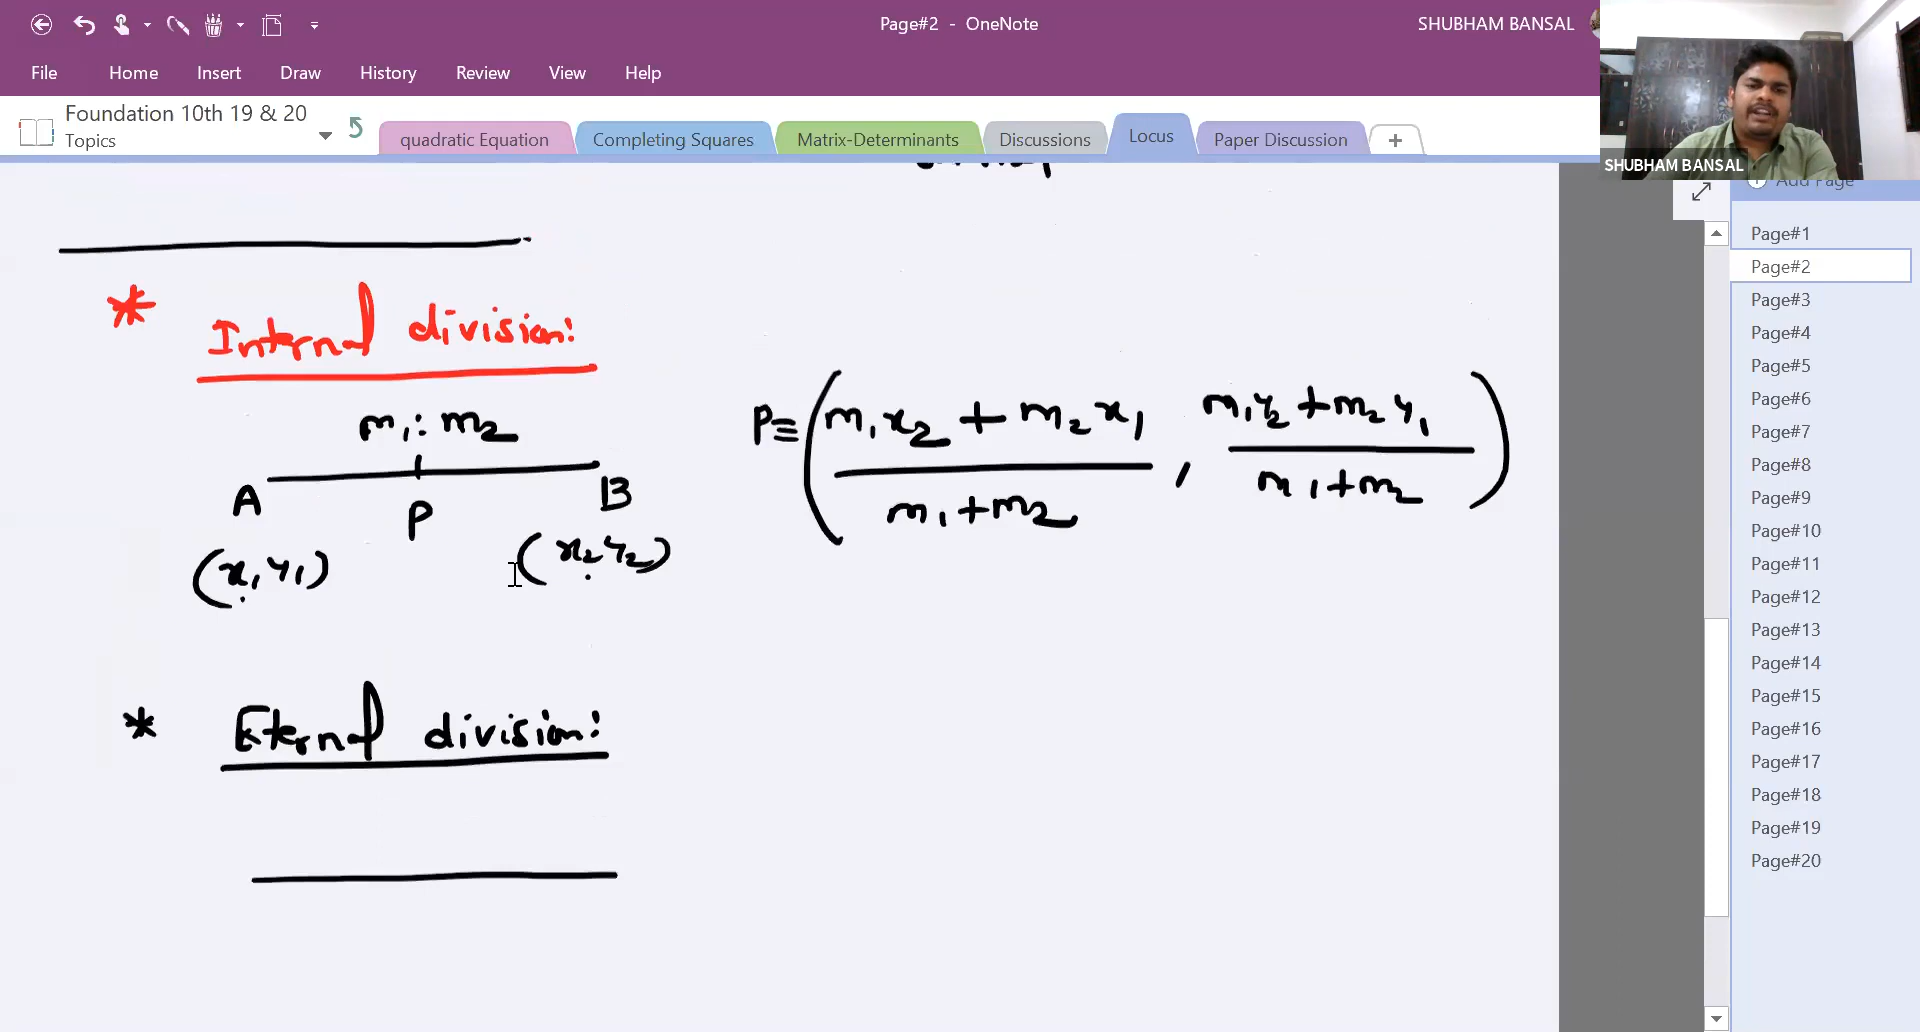 Page#2 - OneNote
SHUBHAM BANSAL
File Home Insert Draw History Review View Help
Foundation 10th 19 & 20
Topics
quadratic Equation
Completing Squares
Matrix-Determinants
Discussions
Locus
Paper Discussion
+
SHUBHAM BANSAL
Add Page
Page#1
Page#2
Page#3
Page#4
Page#5
Page#6
Page#7
Page#8
Page#9
Page#10
Page#11
Page#12
Page#13
Page#14
Page#15
Page#16
Page#17
Page#18
Page#19
Page#20
* Internal division:
m₁ : m₂
A P B
(x₁ y₁) (x₂ y₂)
P ≡ ( (m₁x₂ + m₂x₁)/(m₁ + m₂) , (m₁y₂ + m₂y₁)/(m₁ + m₂) )
* Eternal division: